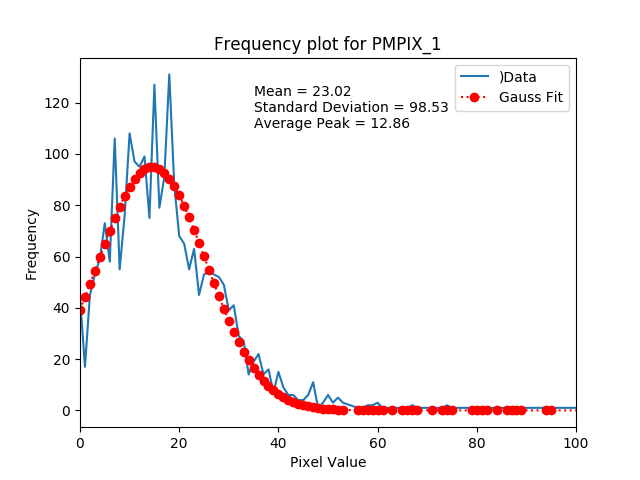 Frequency plot for PMPIX_1
Mean = 23.02
Standard Deviation = 98.53
Average Peak = 12.86
)Data
Gauss Fit
Frequency
120
100
80
60
40
20
0
0 20 40 60 80 100
Pixel Value